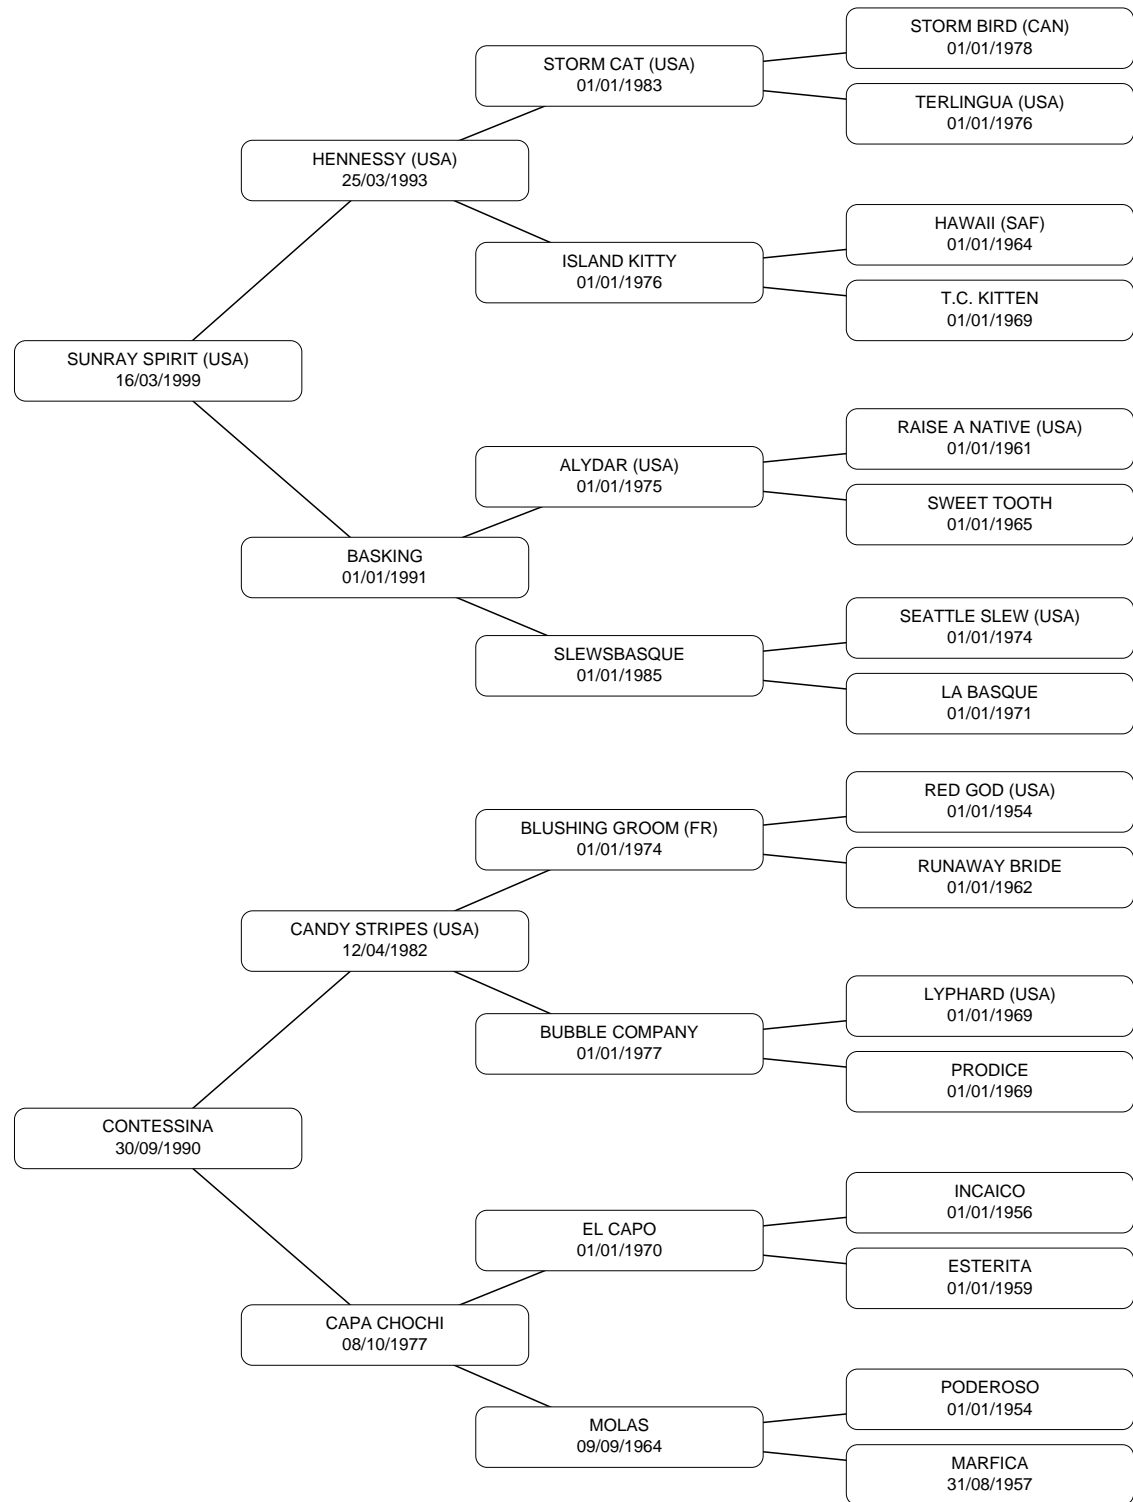 STORM BIRD (CAN)
01/01/1978
STORM CAT (USA)
01/01/1983
TERLINGUA (USA)
01/01/1976
HENNESSY (USA)
25/03/1993
HAWAII (SAF)
01/01/1964
ISLAND KITTY
01/01/1976
T.C. KITTEN
01/01/1969
SUNRAY SPIRIT (USA)
16/03/1999
RAISE A NATIVE (USA)
01/01/1961
ALYDAR (USA)
01/01/1975
SWEET TOOTH
01/01/1965
BASKING
01/01/1991
SEATTLE SLEW (USA)
01/01/1974
SLEWSBASQUE
01/01/1985
LA BASQUE
01/01/1971
RED GOD (USA)
01/01/1954
BLUSHING GROOM (FR)
01/01/1974
RUNAWAY BRIDE
01/01/1962
CANDY STRIPES (USA)
12/04/1982
LYPHARD (USA)
01/01/1969
BUBBLE COMPANY
01/01/1977
PRODICE
01/01/1969
CONTESSINA
30/09/1990
INCAICO
01/01/1956
EL CAPO
01/01/1970
ESTERITA
01/01/1959
CAPA CHOCHI
08/10/1977
PODEROSO
01/01/1954
MOLAS
09/09/1964
MARFICA
31/08/1957